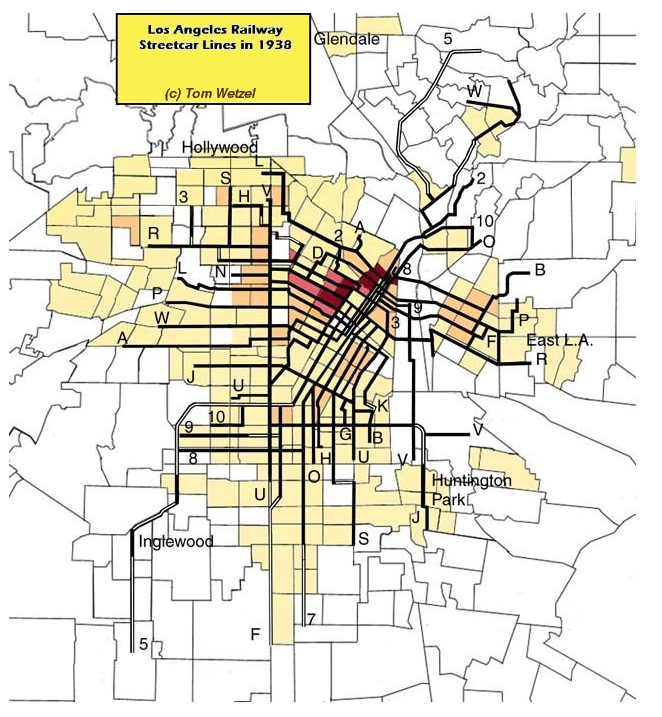 Los Angeles Railway
Streetcar Lines in 1938
(c) Tom Wetzel
Glendale
5
W
Hollywood
L
S
V
2
3
H
10
R
A
2
O
D
L
N
8
B
P
9
P
W
3
F
East L.A.
A
R
J
U
K
10
9
G
B
V
8
H
U
V
O
Huntington
Park
U
J
S
Inglewood
7
F
5